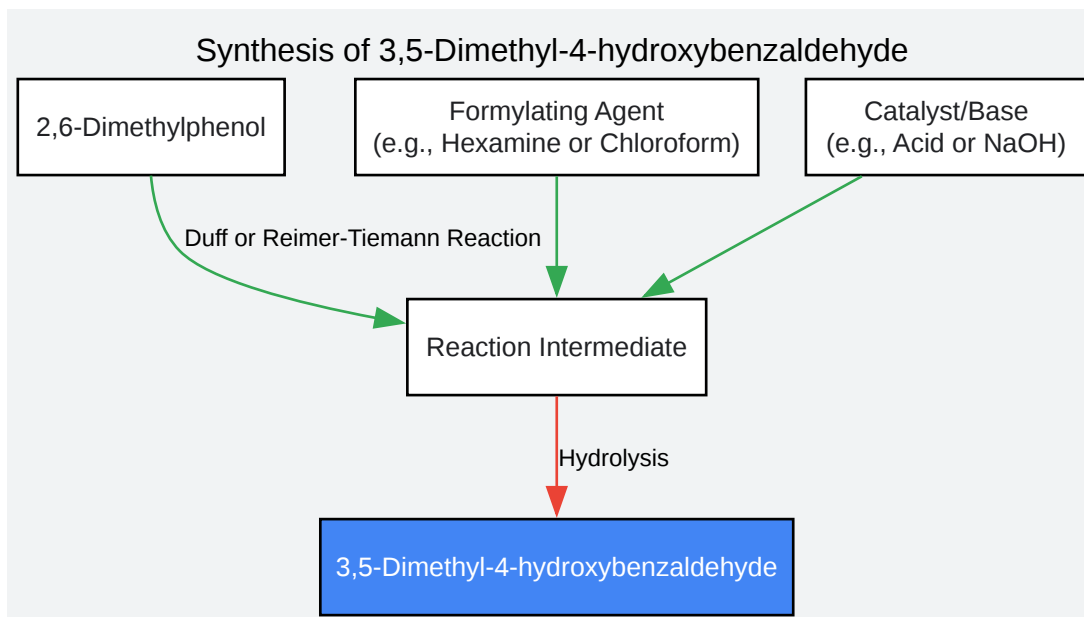 Synthesis of 3,5-Dimethyl-4-hydroxybenzaldehyde
2,6-Dimethylphenol
Formylating Agent
(e.g., Hexamine or Chloroform)
Catalyst/Base
(e.g., Acid or NaOH)
Duff or Reimer-Tiemann Reaction
Reaction Intermediate
Hydrolysis
3,5-Dimethyl-4-hydroxybenzaldehyde